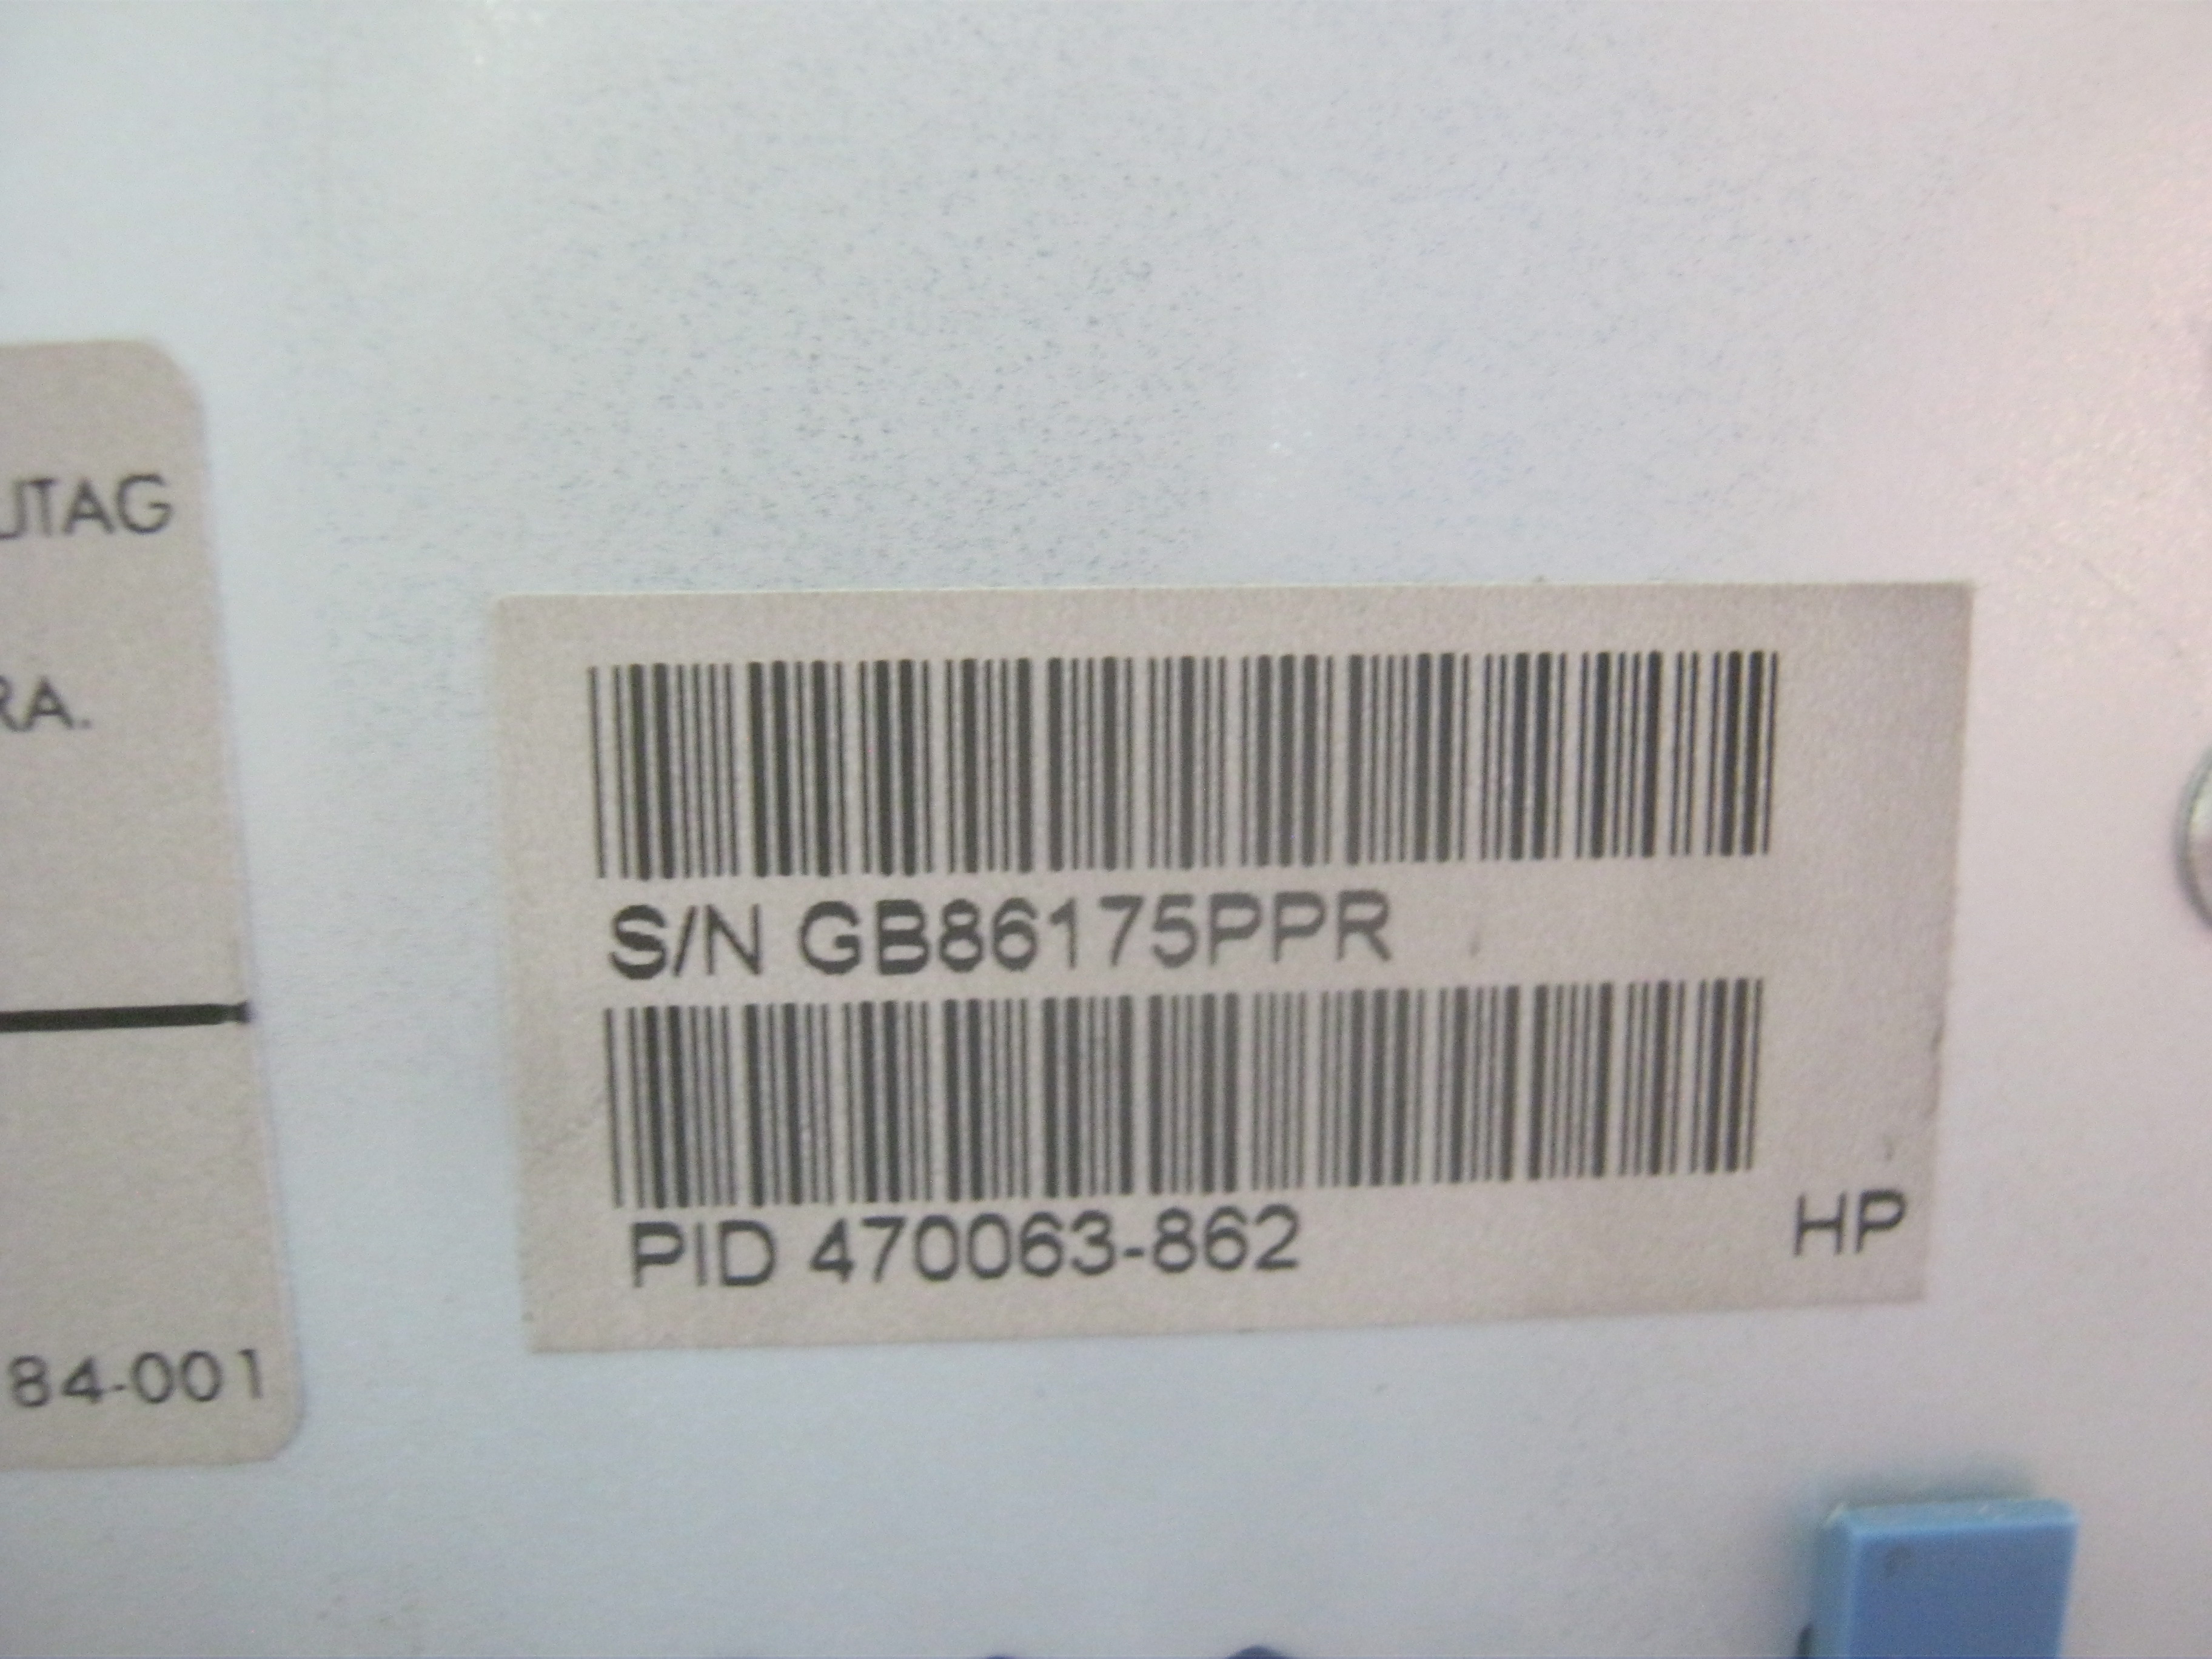 UTAG
RA.
84-001
S/N GB86175PPR
PID 470063-862
HP